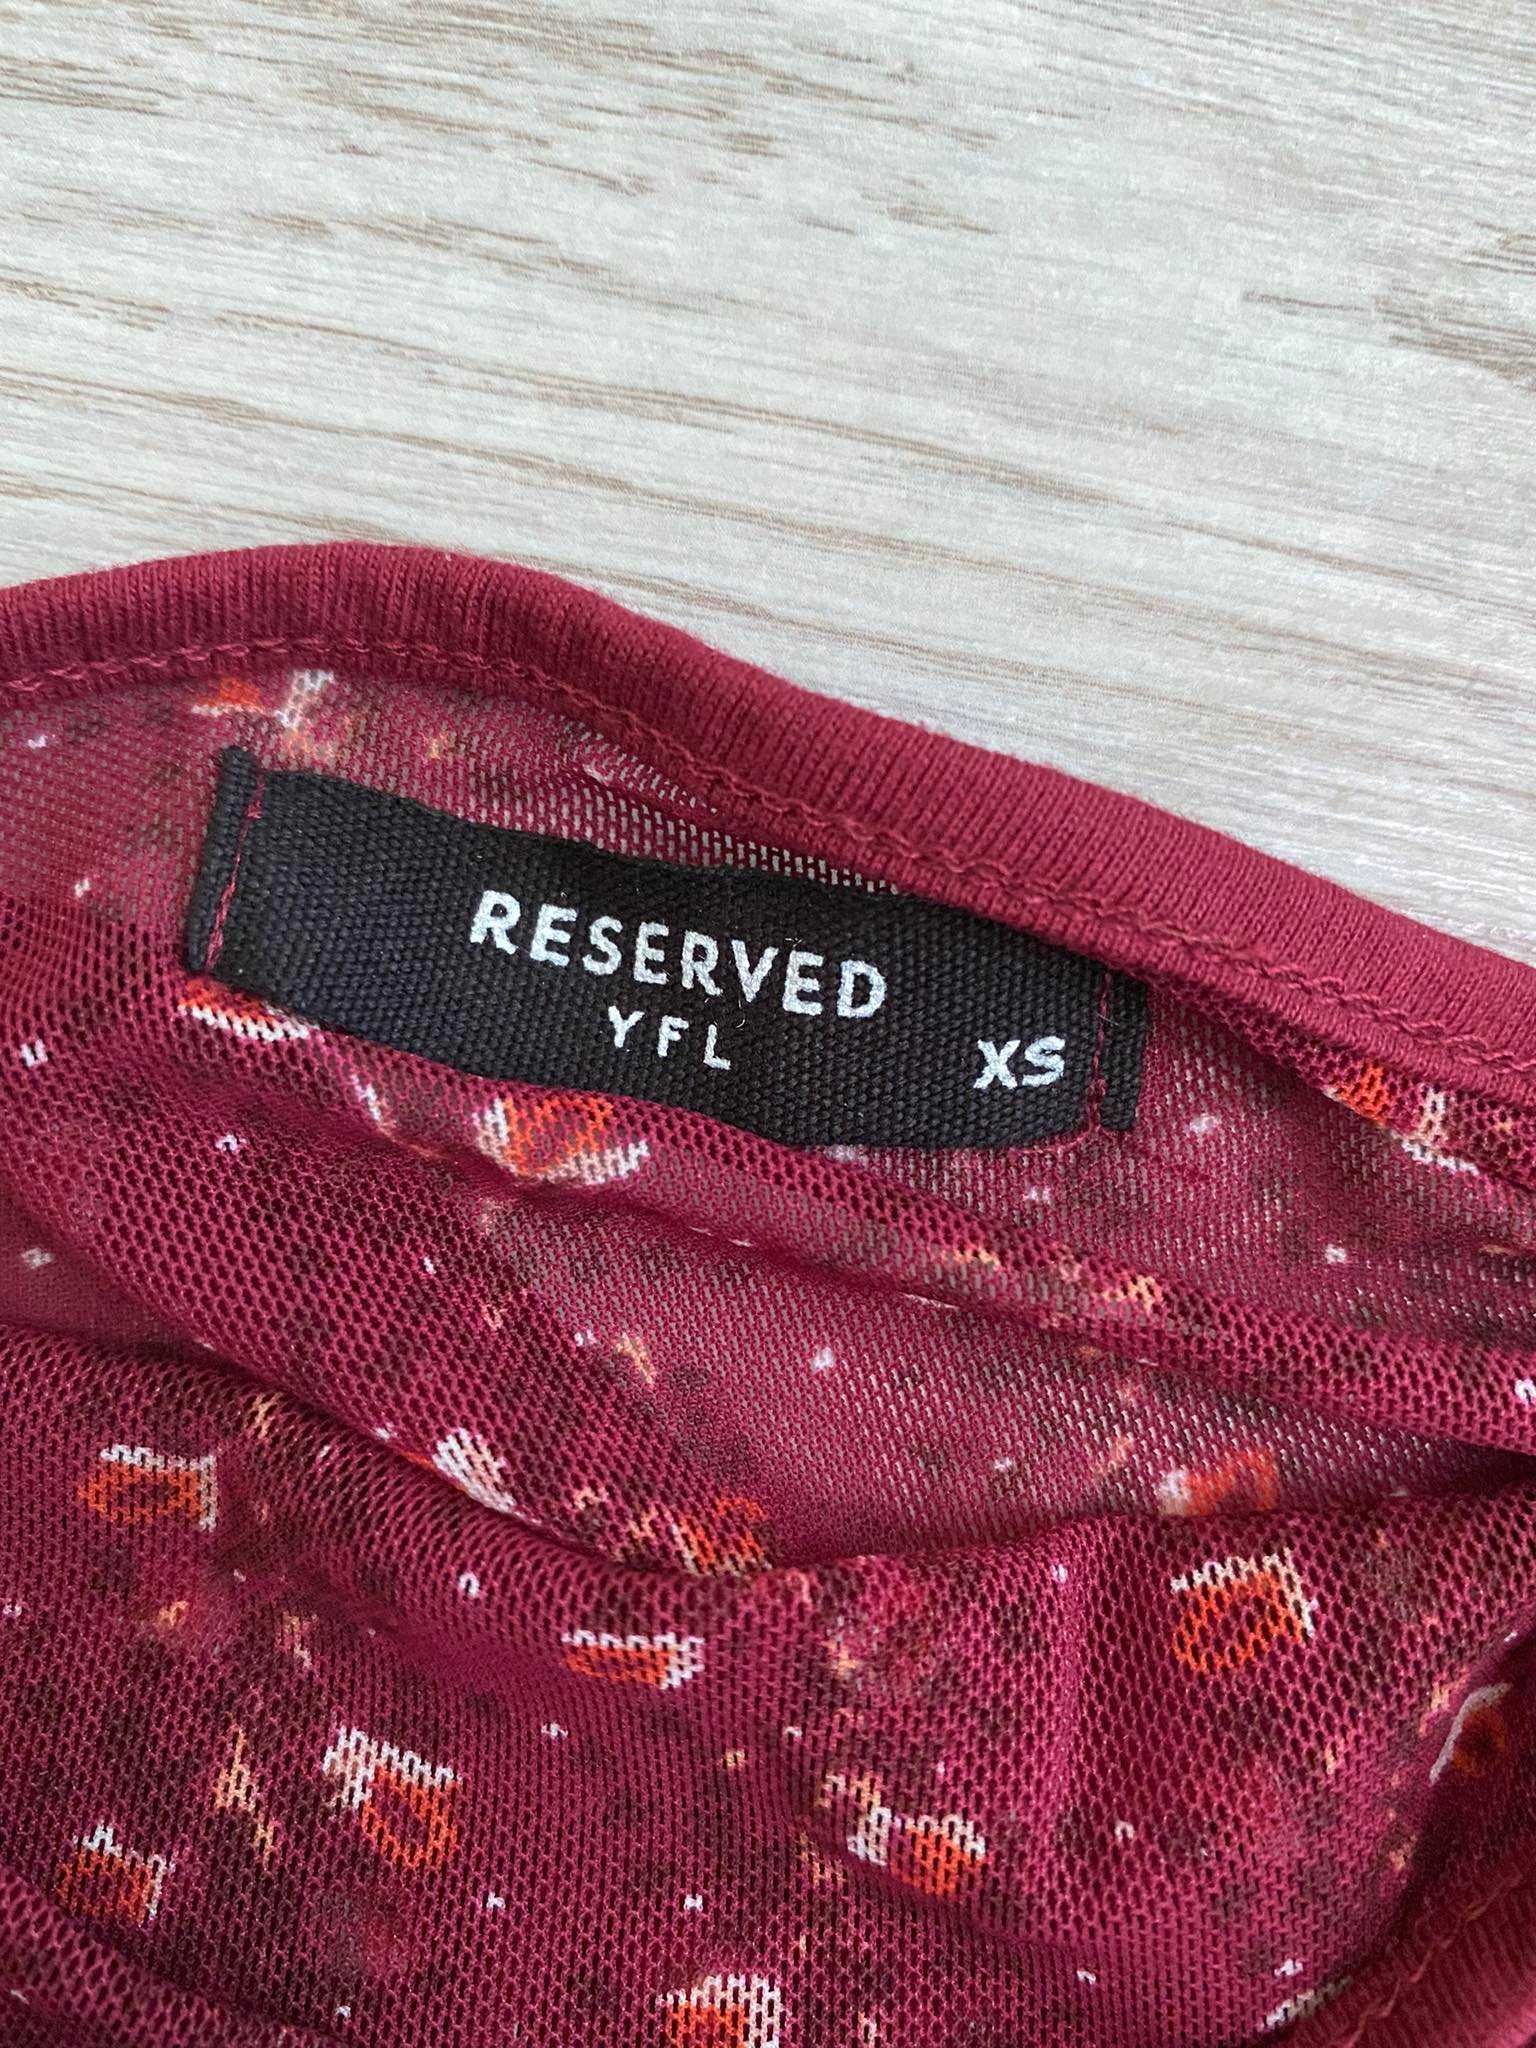 RESERVED
YFL
XS